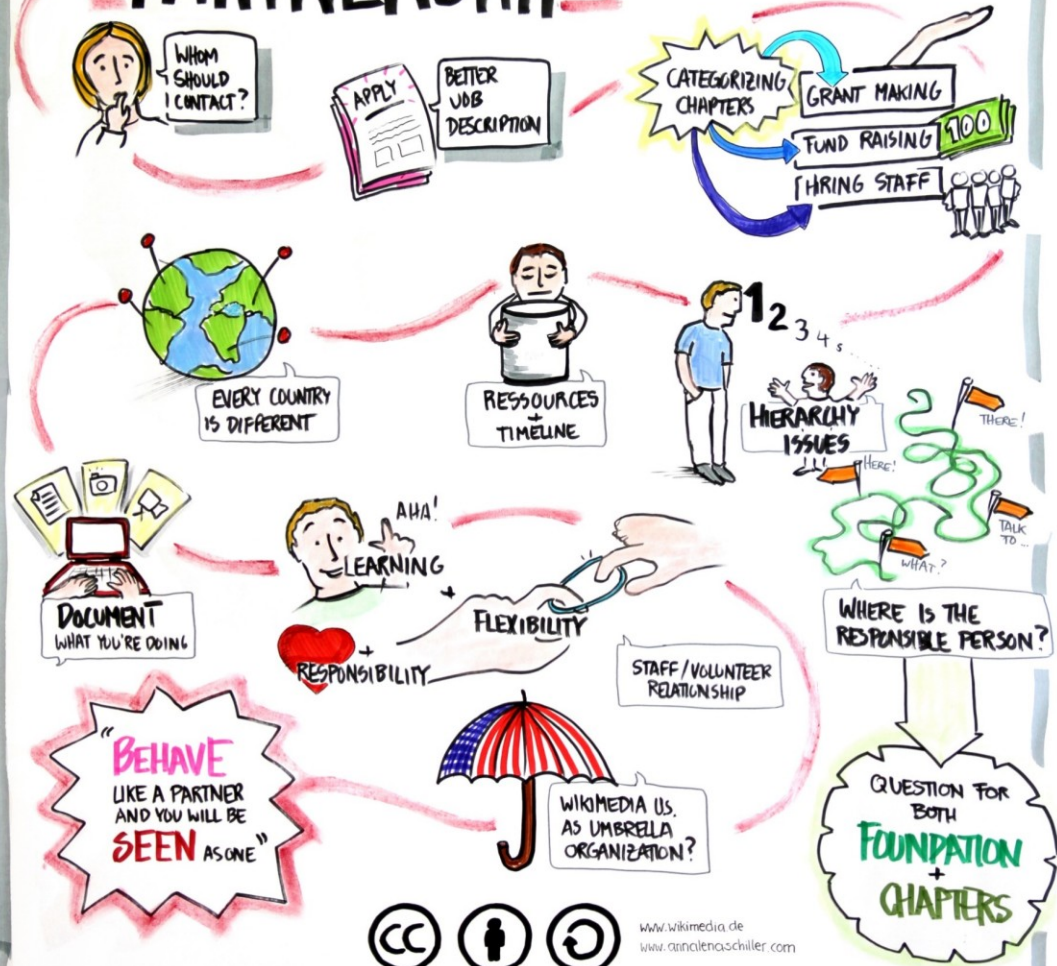 PARTNERSHIP
WHOM
SHOULD
I CONTACT?
APPLY
BETTER
JOB
DESCRIPTION
CATEGORIZING
CHAPTERS
GRANT MAKING
FUND RAISING
100
HIRING STAFF
EVERY COUNTRY
IS DIFFERENT
RESSOURCES
+
TIMELINE
1 2 3 4 5 ...
HIERARCHY
ISSUES
THERE!
HERE!
TALK
TO ...
WHAT?
WHERE IS THE
RESPONSIBLE PERSON?
DOCUMENT
WHAT YOU'RE DOING
AHA!
LEARNING
+
FLEXIBILITY
+
RESPONSIBILITY
STAFF/VOLUNTEER
RELATIONSHIP
"BEHAVE
LIKE A PARTNER
AND YOU WILL BE
SEEN AS ONE"
WIKIMEDIA US.
AS UMBRELLA
ORGANIZATION?
QUESTION FOR
BOTH
FOUNDATION
+
CHAPTERS
CC
www.wikimedia.de
www.annalenaschiller.com